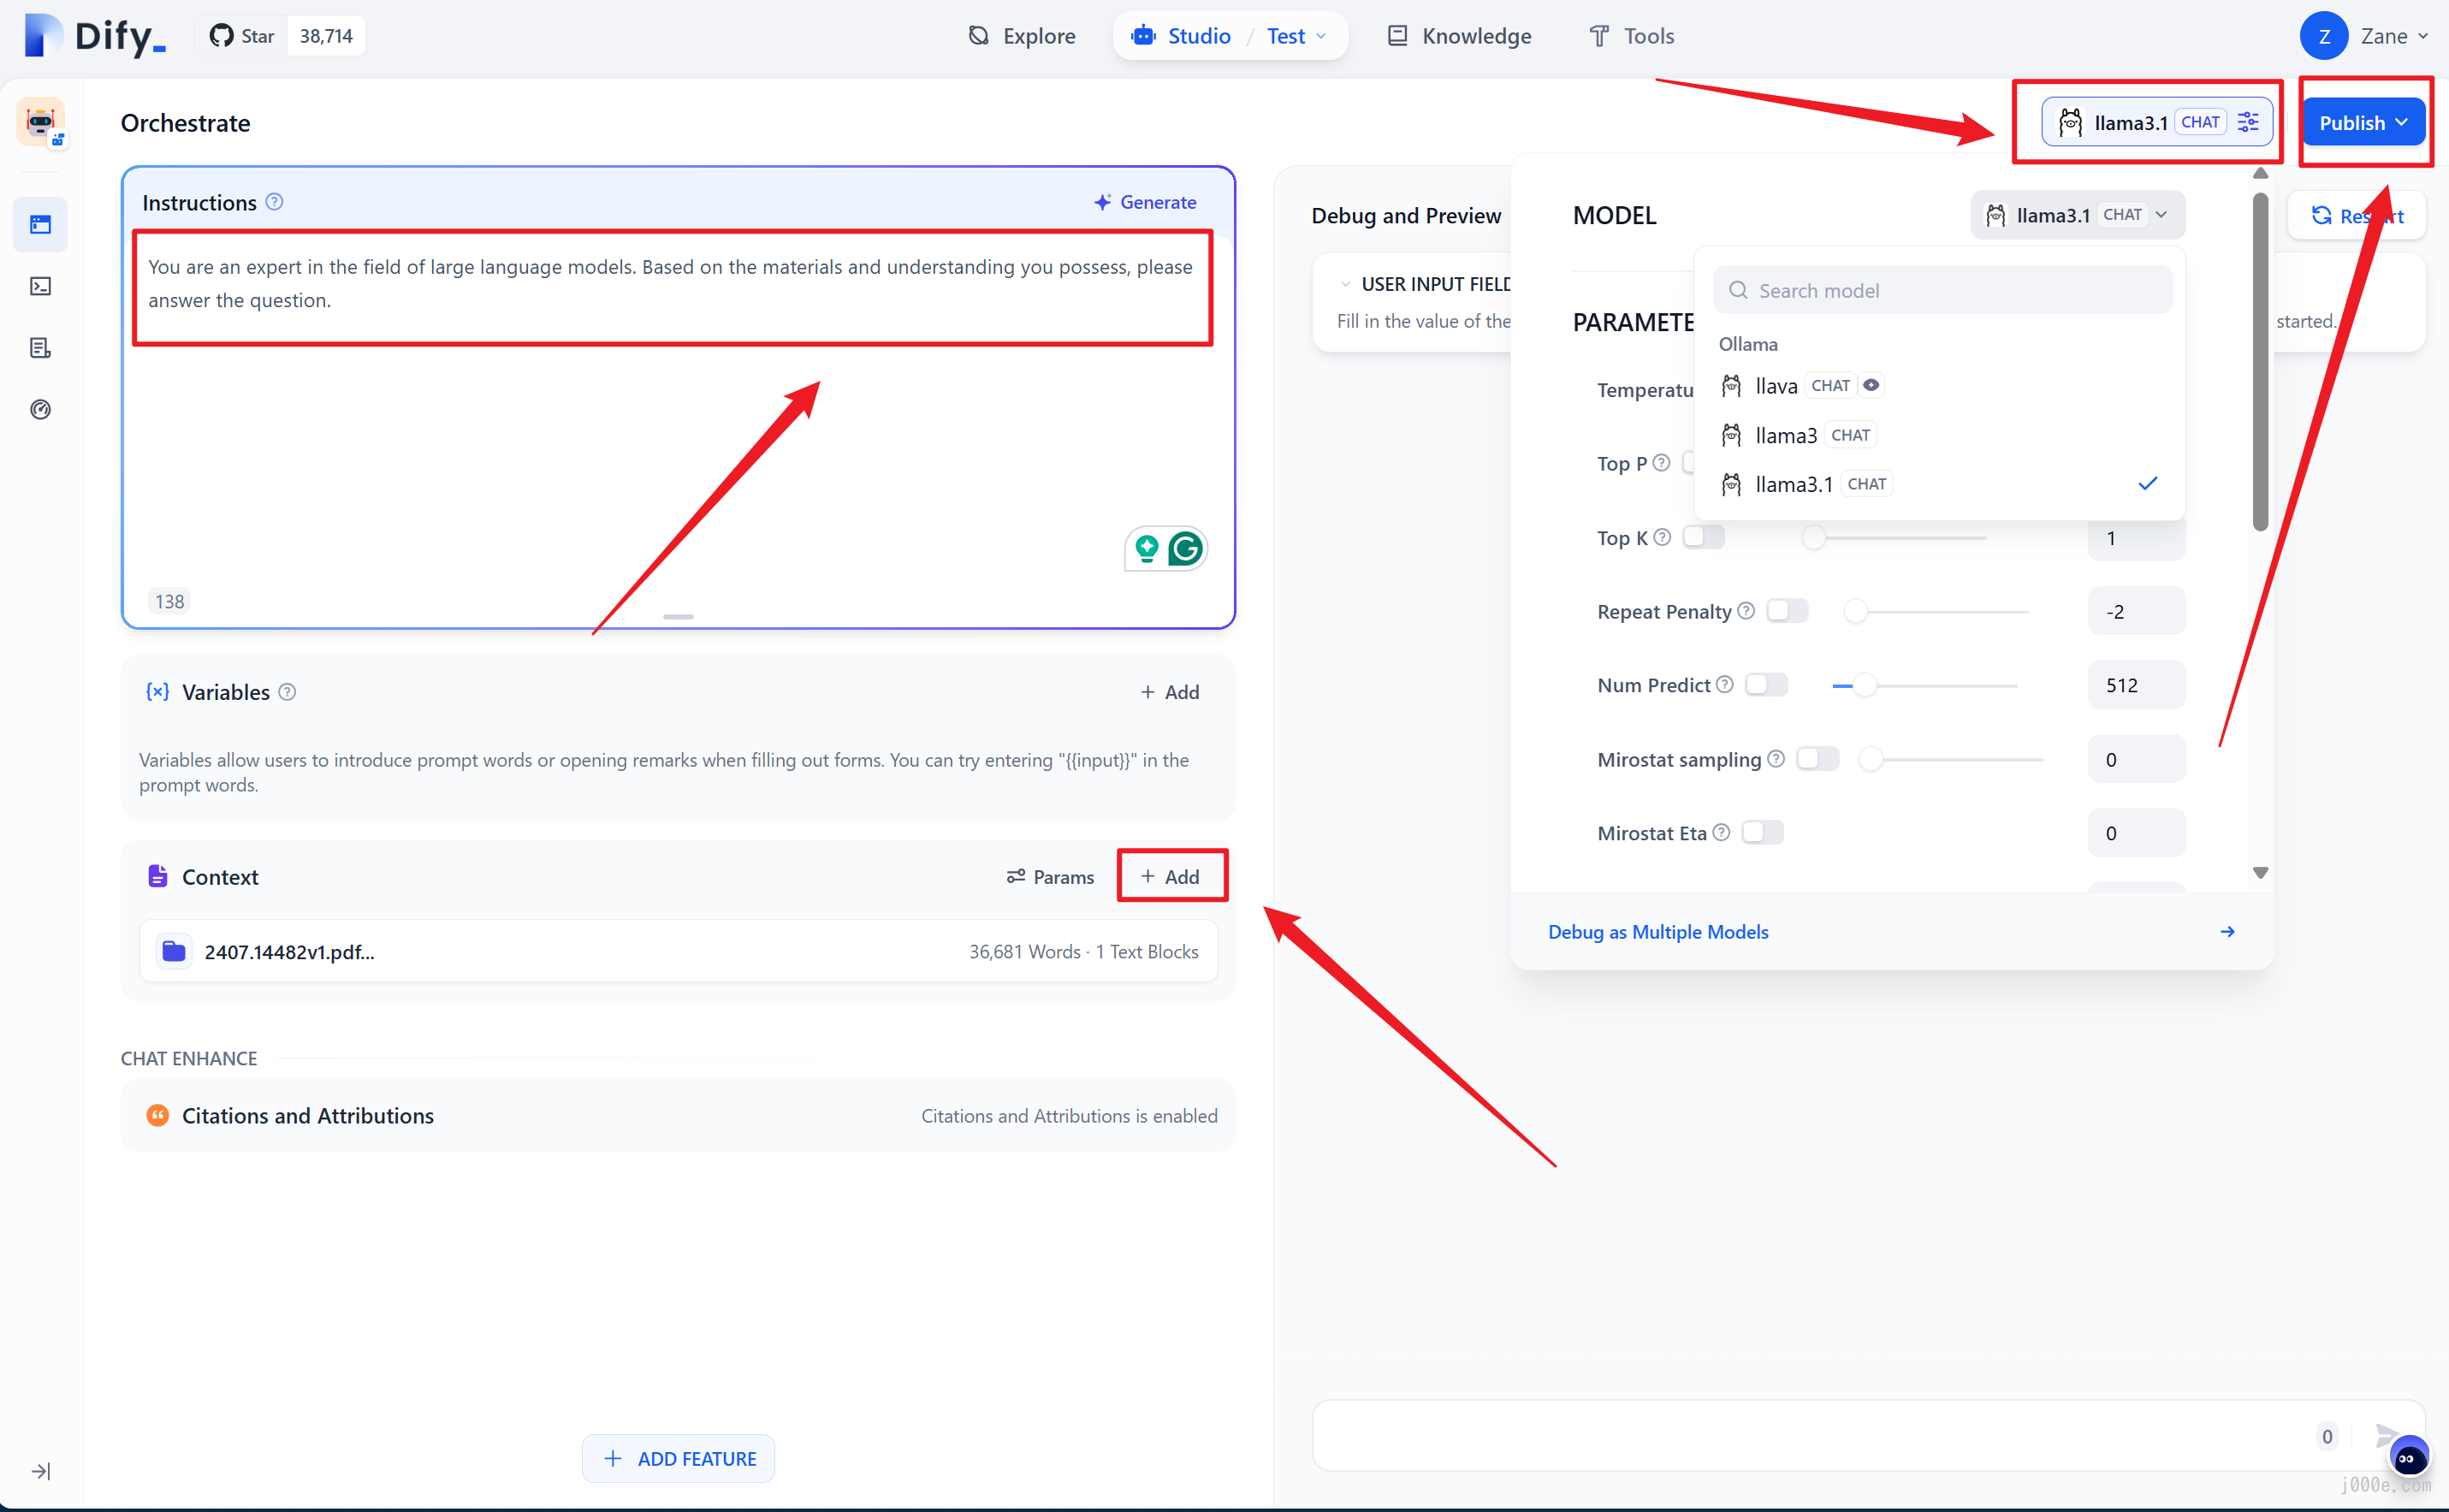 Dify_
Star 38,714
Explore
Studio / Test
Knowledge
Tools
Z Zane
Orchestrate
llama3.1 CHAT
Publish
Instructions
Generate
You are an expert in the field of large language models. Based on the materials and understanding you possess, please
answer the question.
138
Variables
+ Add
Variables allow users to introduce prompt words or opening remarks when filling out forms. You can try entering "{{input}}" in the
prompt words.
Context
Params
+ Add
2407.14482v1.pdf...
36,681 Words · 1 Text Blocks
CHAT ENHANCE
Citations and Attributions
Citations and Attributions is enabled
+ ADD FEATURE
Debug and Preview
USER INPUT FIELD
Fill in the value of the
started.
MODEL
llama3.1 CHAT
Search model
Ollama
llava CHAT
llama3 CHAT
llama3.1 CHAT
PARAMETE
Temperatu
Top P
Top K
1
Repeat Penalty
-2
Num Predict
512
Mirostat sampling
0
Mirostat Eta
0
Debug as Multiple Models
0
j000e.com